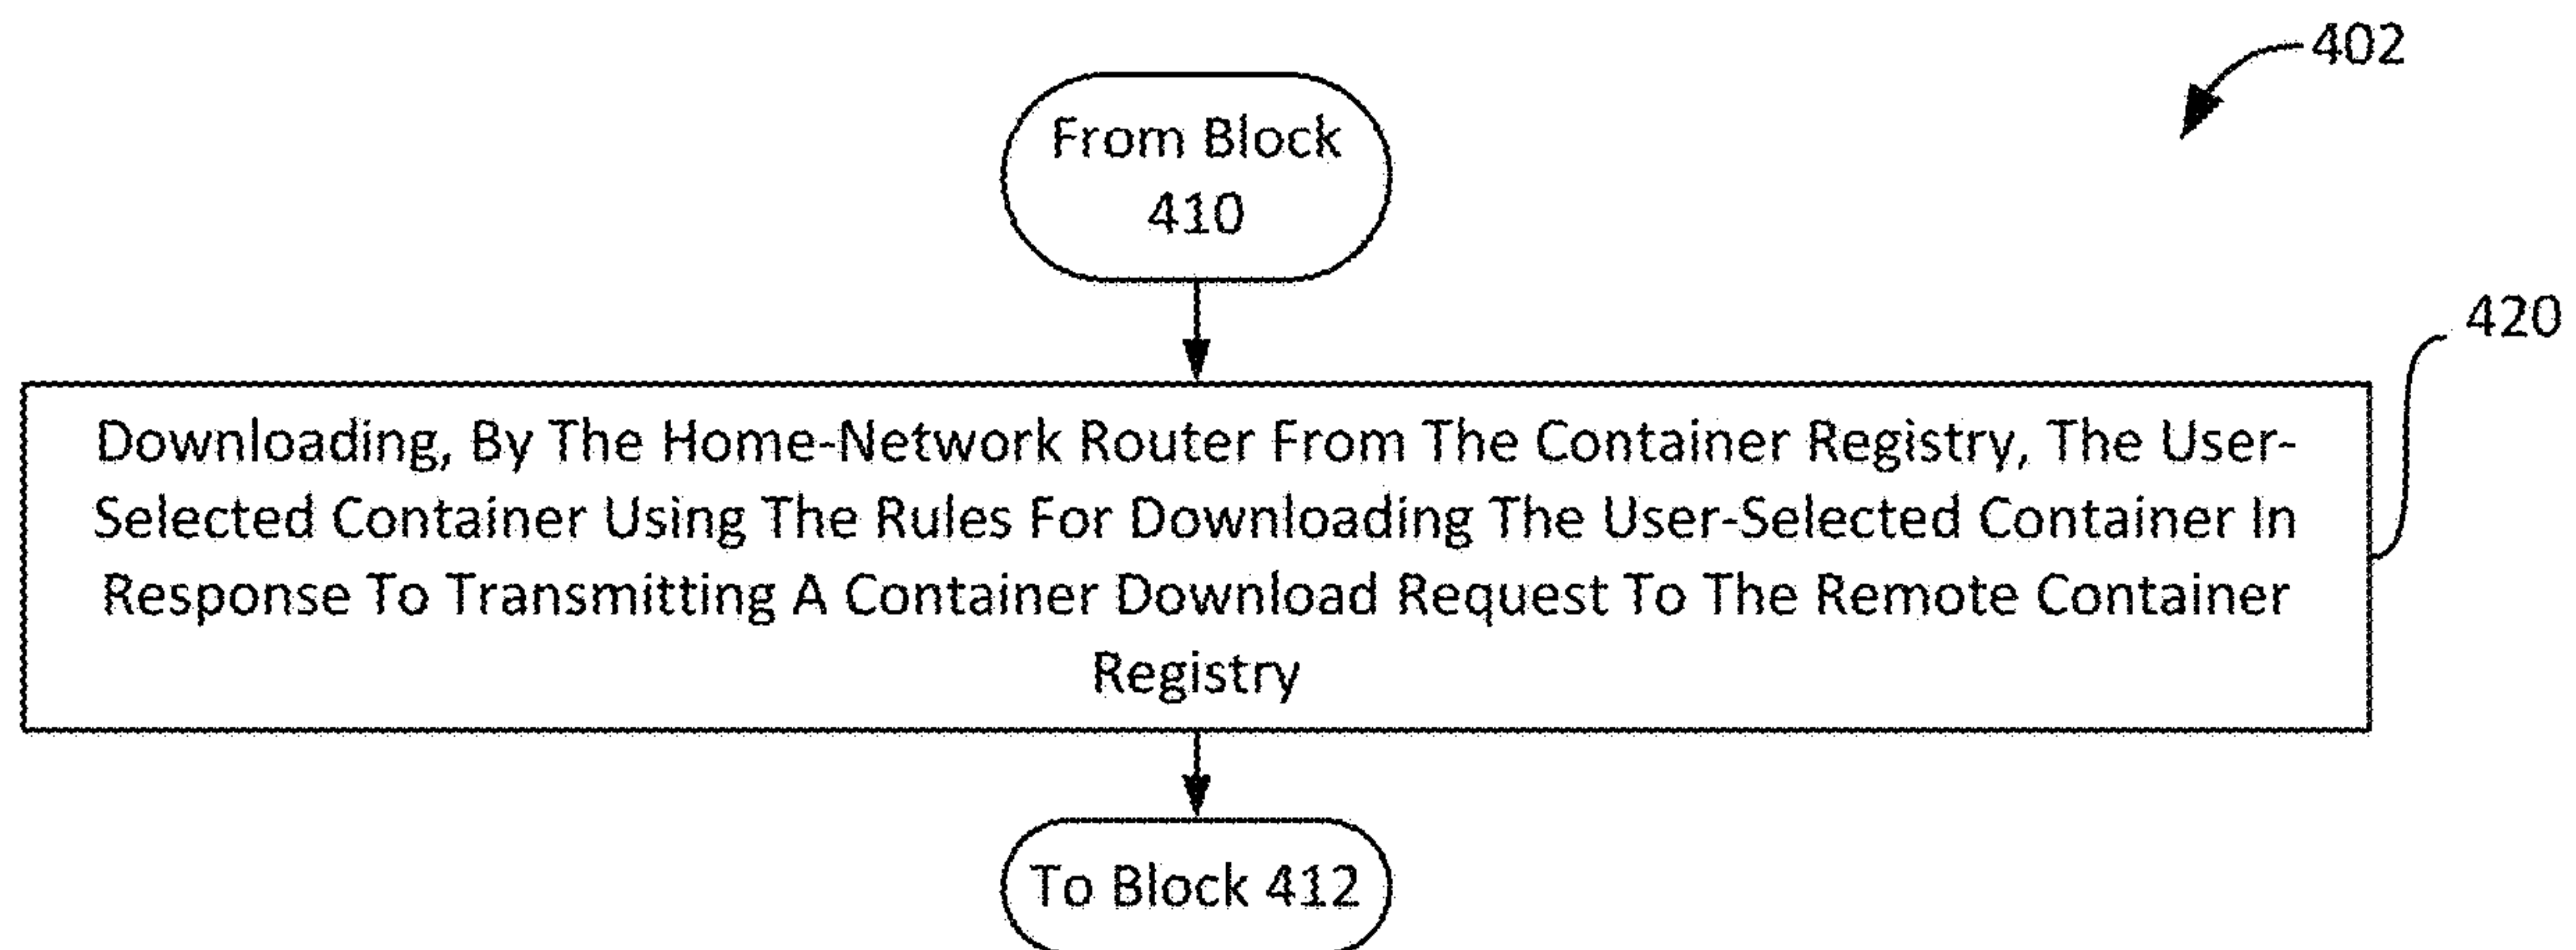 402
From Block
410
420
Downloading, By The Home-Network Router From The Container Registry, The User-
Selected Container Using The Rules For Downloading The User-Selected Container In
Response To Transmitting A Container Download Request To The Remote Container
Registry
To Block 412